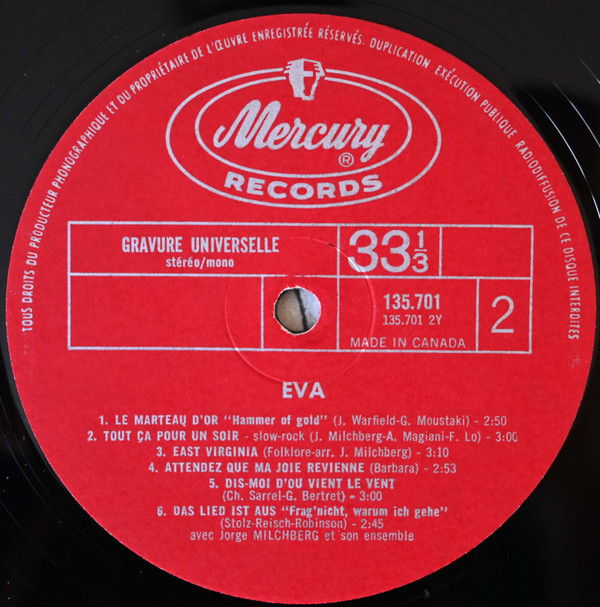 TOUS DROITS DU PRODUCTEUR PHONOGRAPHIQUE ET DU PROPRIÉTAIRE DE L'ŒUVRE ENREGISTRÉE RÉSERVÉS. DUPLICATION EXÉCUTION PUBLIQUE RADIODIFFUSION DE CE DISQUE INTERDITES
Mercury
®
RECORDS
GRAVURE UNIVERSELLE
stéréo/mono
33 1/3
135.701
135.701 2Y
2
MADE IN CANADA
EVA
1. LE MARTEAU D'OR "Hammer of gold" (J. Warfield-G. Moustaki) - 2:50
2. TOUT ÇA POUR UN SOIR - slow-rock (J. Milchberg-A. Magiani-F. Lo) - 3:00
3. EAST VIRGINIA (Folklore-arr. J. Milchberg) - 3:10
4. ATTENDEZ QUE MA JOIE REVIENNE (Barbara) - 2:53
5. DIS-MOI D'OU VIENT LE VENT
(Ch. Sarrel-G. Bertret) - 3:00
6. DAS LIED IST AUS "Frag'nicht, warum ich gehe"
(Stolz-Reisch-Robinson) - 2:45
avec Jorge MILCHBERG et son ensemble